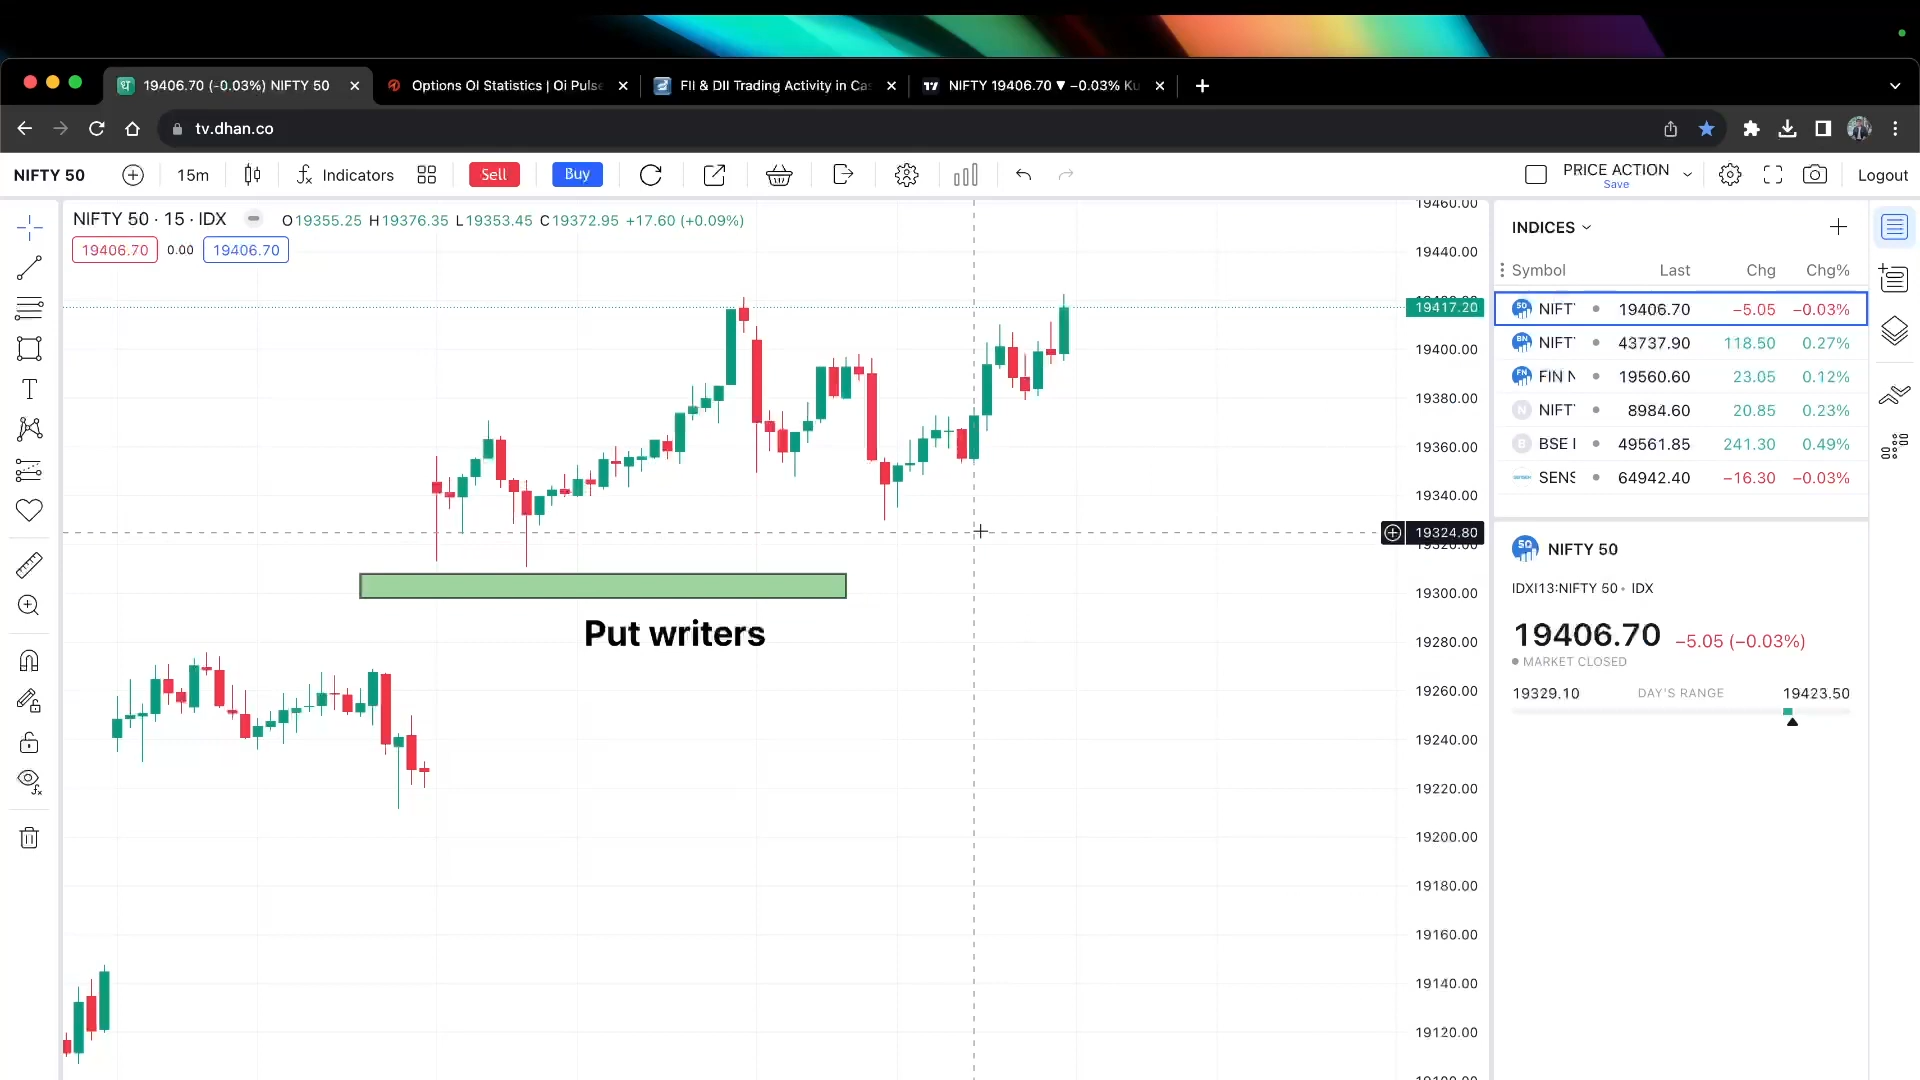 19406.70 (-0.03%) NIFTY 50
Options OI Statistics | Oi Pulse
FII & DII Trading Activity in Cas
NIFTY 19406.70 ▼ −0.03% Ku
tv.dhan.co
NIFTY 50
15m
Indicators
Sell
Buy
PRICE ACTION
Save
Logout
NIFTY 50 · 15 · IDX
O19355.25 H19376.35 L19353.45 C19372.95 +17.60 (+0.09%)
19406.70 0.00 19406.70
19460.00
19440.00
19417.20
19400.00
19380.00
19360.00
19340.00
19324.80
19320.00
19300.00
19280.00
19260.00
19240.00
19220.00
19200.00
19180.00
19160.00
19140.00
19120.00
Put writers
INDICES
Symbol Last Chg Chg%
NIFT 19406.70 −5.05 −0.03%
NIFT 43737.90 118.50 0.27%
FIN N 19560.60 23.05 0.12%
NIFT 8984.60 20.85 0.23%
BSE I 49561.85 241.30 0.49%
SENS 64942.40 −16.30 −0.03%
NIFTY 50
IDXI13:NIFTY 50 • IDX
19406.70 −5.05 (−0.03%)
MARKET CLOSED
19329.10 DAY'S RANGE 19423.50